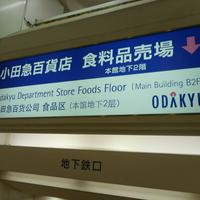 小田急百貨店 食料品売場
本館地下2階
Odakyu Department Store Foods Floor (Main Building B2F
小田急百货公司 食品区 (本馆地下2层)
ODAKYU
地下鉄口